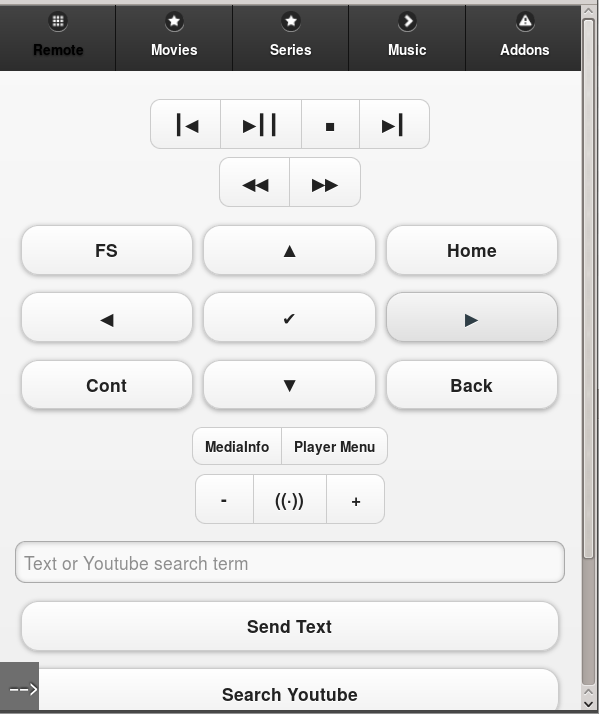 Remote Movies Series Music Addons
FS Home
Cont Back
MediaInfo Player Menu
- ((·)) +
Text or Youtube search term
Send Text
-->
Search Youtube